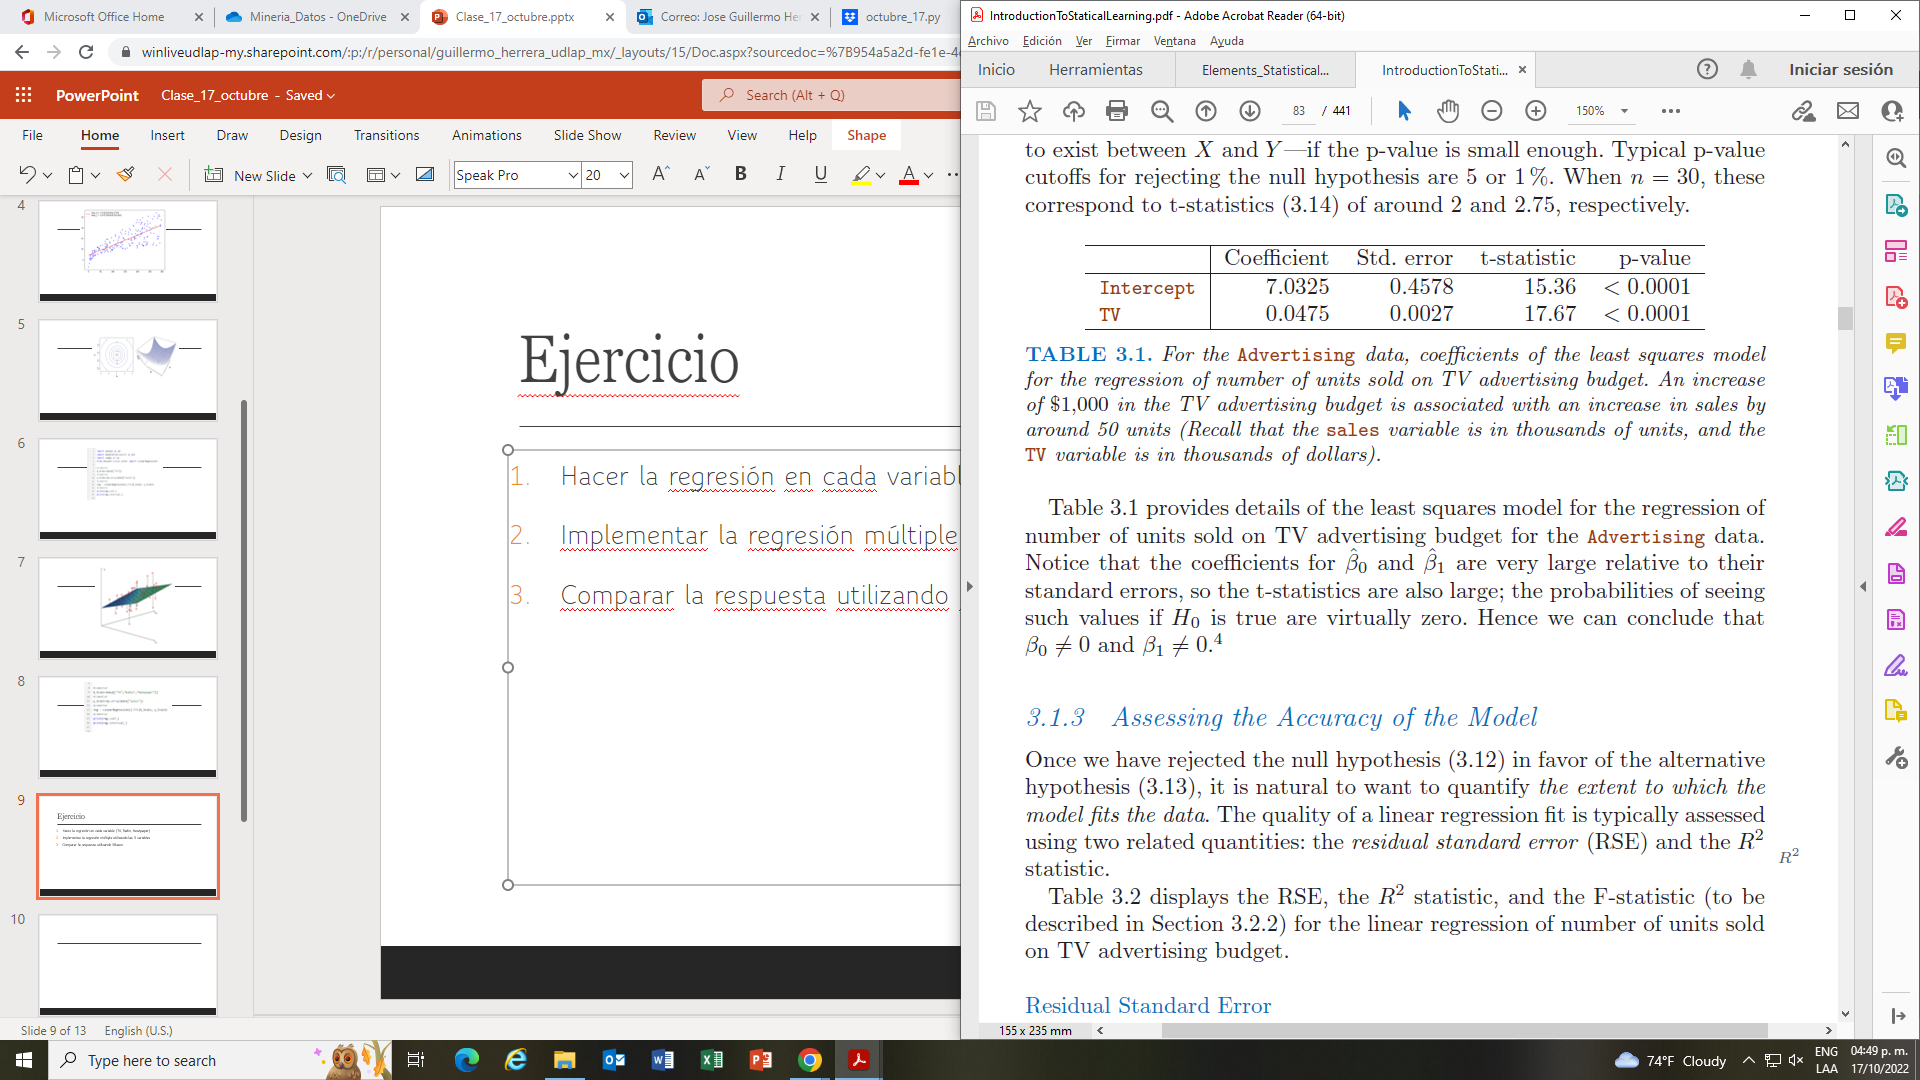 Microsoft Office Home
Mineria_Datos - OneDrive
Clase_17_octubre.pptx
Correo: Jose Guillermo He
octubre_17.py
winliveudlap-my.sharepoint.com/:p:/r/personal/guillermo_herrera_udlap_mx/_layouts/15/Doc.aspx?sourcedoc=%7B954a5a2d-fe1e-4
PowerPoint
Clase_17_octubre - Saved
Search (Alt + Q)
File
Home
Insert
Draw
Design
Transitions
Animations
Slide Show
Review
View
Help
Shape
New Slide
Speak Pro
20
B
I
U
A
4
5
6
7
8
9
10
Ejercicio
Ejercicio
1. Hacer la regresión en cada variabl
2. Implementar la regresión múltiple
3. Comparar la respuesta utilizando
Slide 9 of 13
English (U.S.)
IntroductionToStaticalLearning.pdf - Adobe Acrobat Reader (64-bit)
Archivo Edición Ver Firmar Ventana Ayuda
Inicio
Herramientas
Elements_Statistical...
IntroductionToStati...
Iniciar sesión
83 / 441
150%
to exist between X and Y—if the p-value is small enough. Typical p-value
cutoffs for rejecting the null hypothesis are 5 or 1 %. When n = 30, these
correspond to t-statistics (3.14) of around 2 and 2.75, respectively.
Coefficient Std. error t-statistic p-value
Intercept 7.0325 0.4578 15.36 < 0.0001
TV 0.0475 0.0027 17.67 < 0.0001
TABLE 3.1. For the Advertising data, coefficients of the least squares model
for the regression of number of units sold on TV advertising budget. An increase
of $1,000 in the TV advertising budget is associated with an increase in sales by
around 50 units (Recall that the sales variable is in thousands of units, and the
TV variable is in thousands of dollars).
Table 3.1 provides details of the least squares model for the regression of
number of units sold on TV advertising budget for the Advertising data.
Notice that the coefficients for β̂0 and β̂1 are very large relative to their
standard errors, so the t-statistics are also large; the probabilities of seeing
such values if H0 is true are virtually zero. Hence we can conclude that
β0 ≠ 0 and β1 ≠ 0.4
3.1.3 Assessing the Accuracy of the Model
Once we have rejected the null hypothesis (3.12) in favor of the alternative
hypothesis (3.13), it is natural to want to quantify the extent to which the
model fits the data. The quality of a linear regression fit is typically assessed
using two related quantities: the residual standard error (RSE) and the R²
statistic.
R²
Table 3.2 displays the RSE, the R² statistic, and the F-statistic (to be
described in Section 3.2.2) for the linear regression of number of units sold
on TV advertising budget.
Residual Standard Error
155 x 235 mm
Type here to search
74°F Cloudy
ENG
LAA
04:49 p. m.
17/10/2022